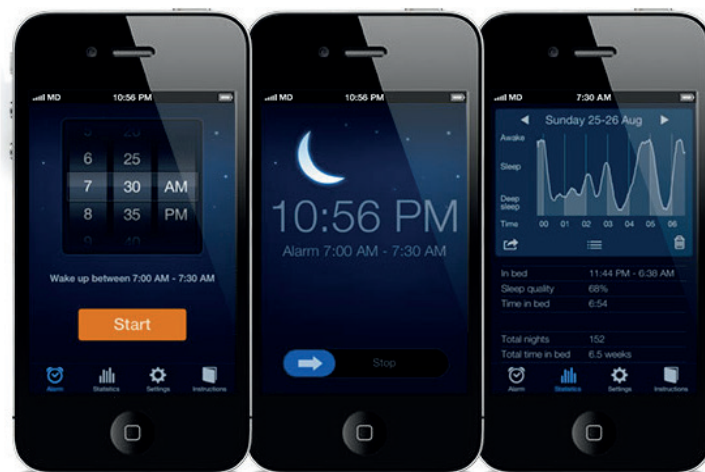 MD 10:56 PM
5 20
6 25
7 30 AM
8 35 PM
9 40
Wake up between 7:00 AM - 7:30 AM
Start
Alarm Statistics Settings Instructions
MD 10:56 PM
10:56 PM
Alarm 7:00 AM - 7:30 AM
Stop
MD 7:30 AM
Sunday 25-26 Aug
Awake
Sleep
Deep
sleep
Time 00 01 02 03 04 05 06
In bed 11:44 PM - 6:38 AM
Sleep quality 68%
Time in bed 6:54
Total nights 152
Total time in bed 6.5 weeks
Alarm Statistics Settings Instructions